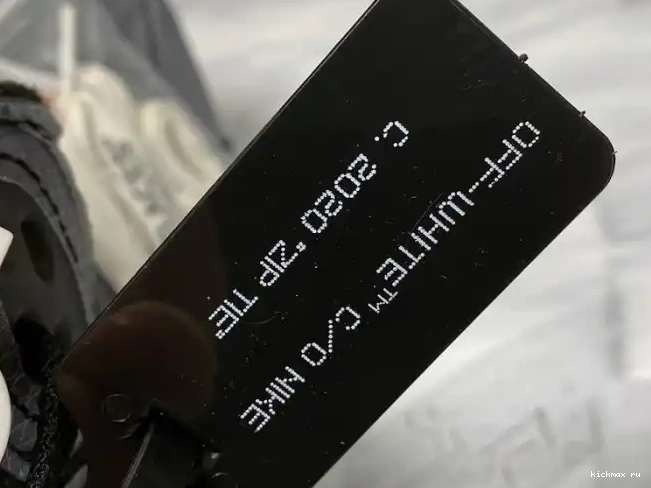 OFF-WHITE™ C/O NIKE
C. 2020 "ZIP TIE"
kickmax ru